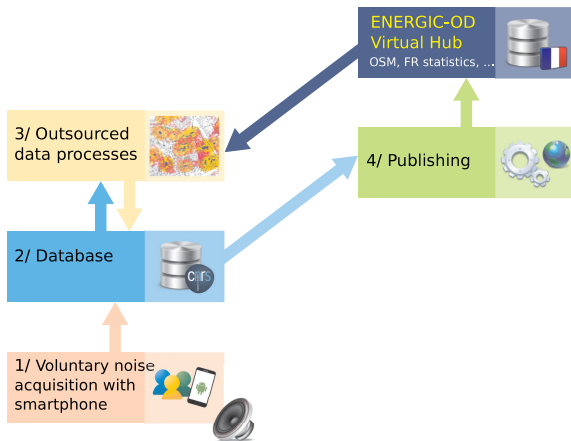 ENERGIC-OD
Virtual Hub
OSM, FR statistics, ...
3/ Outsourced
data processes
4/ Publishing
2/ Database
cnrs
1/ Voluntary noise
acquisition with
smartphone